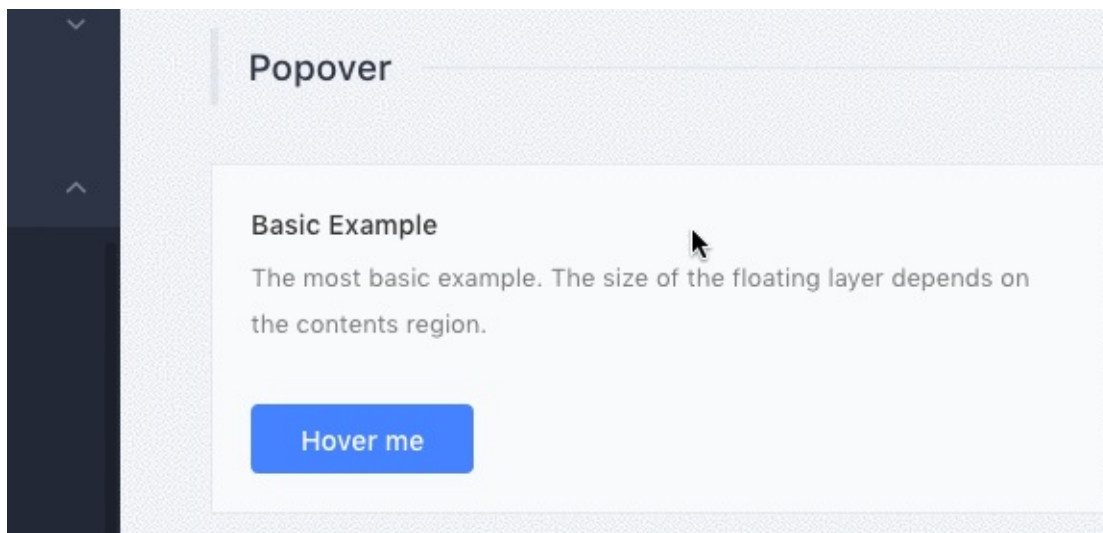 Popover
Basic Example
The most basic example. The size of the floating layer depends on
the contents region.
Hover me